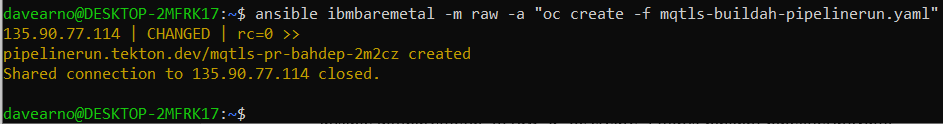 davearno@DESKTOP-2MFRK17:~$ ansible ibmbaremetal -m raw -a "oc create -f mqtls-buildah-pipelinerun.yaml"
135.90.77.114 | CHANGED | rc=0 >>
pipelinerun.tekton.dev/mqtls-pr-bahdep-2m2cz created
Shared connection to 135.90.77.114 closed.
davearno@DESKTOP-2MFRK17:~$